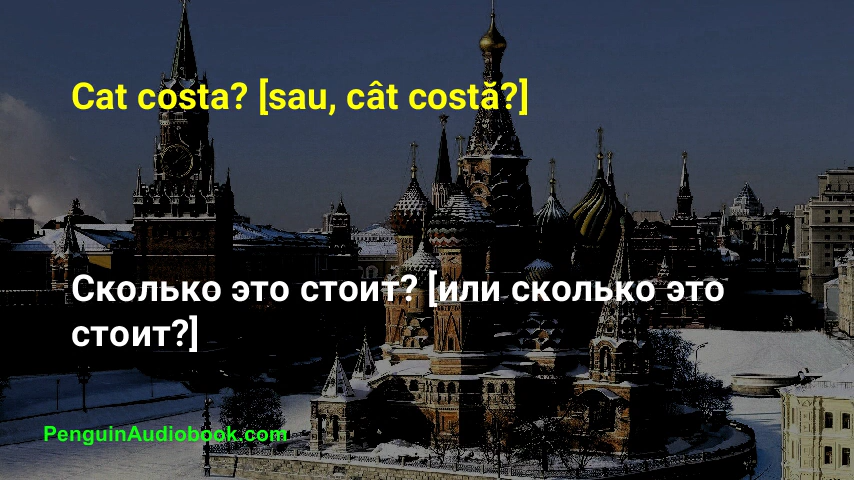 Cat costa? [sau, cât costă?]
Сколько это стоит? [или сколько это
стоит?]
PenguinAudiobook.com